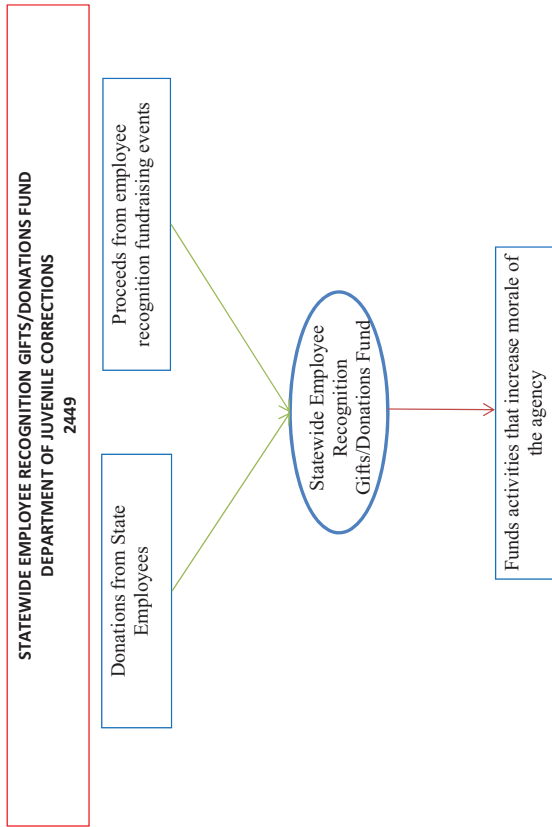 STATEWIDE EMPLOYEE RECOGNITION GIFTS/DONATIONS FUND
DEPARTMENT OF JUVENILE CORRECTIONS
2449
Donations from State
Employees
Proceeds from employee
recognition fundraising events
Statewide Employee
Recognition
Gifts/Donations Fund
Funds activities that increase morale of
the agency